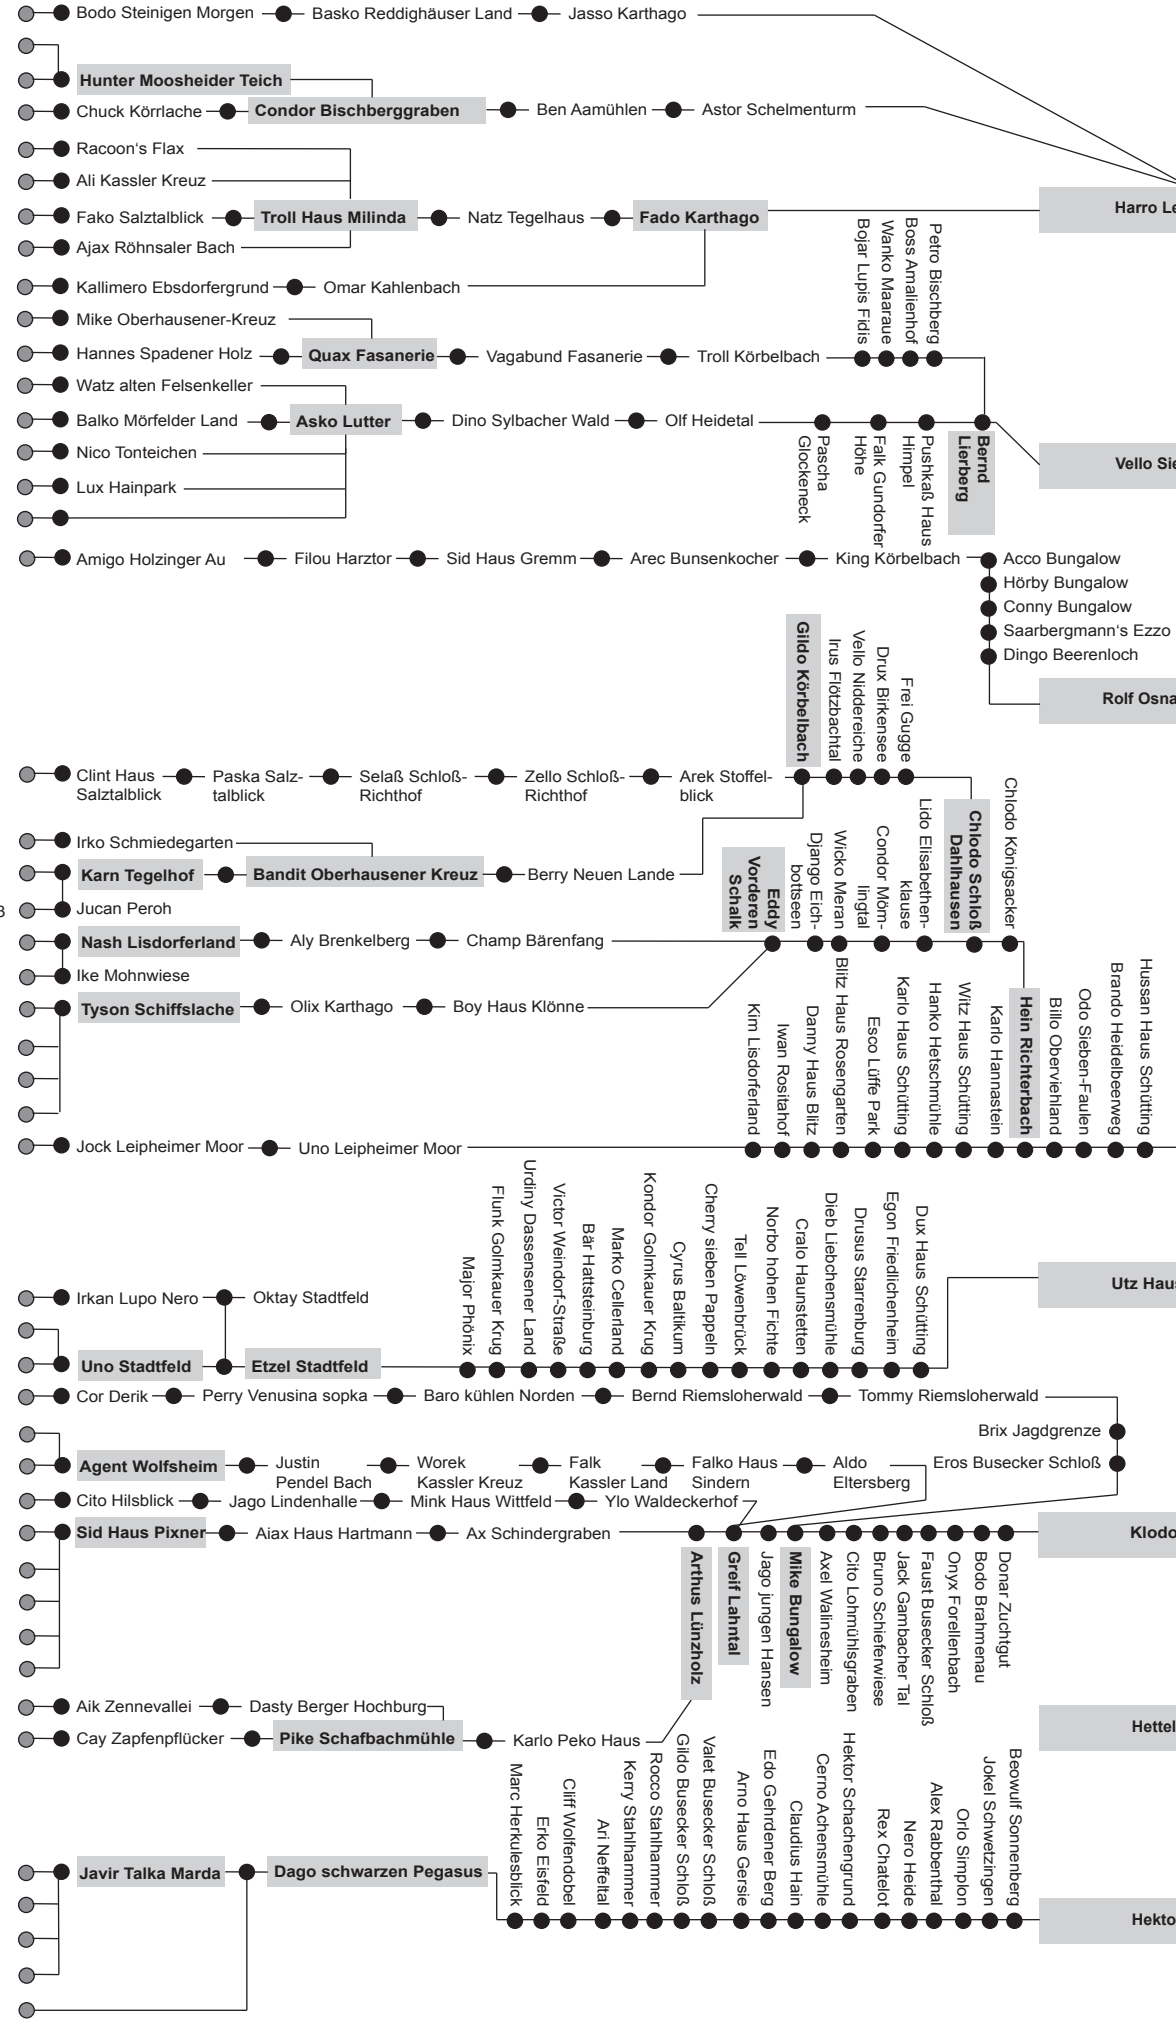 Bodo Steinigen Morgen
Basko Reddighäuser Land
Jasso Karthago
Hunter Moosheider Teich
Chuck Körrlache
Condor Bischberggraben
Ben Aamühlen
Astor Schelmenturm
Racoon's Flax
Ali Kassler Kreuz
Fako Salztalblick
Troll Haus Milinda
Natz Tegelhaus
Fado Karthago
Harro Le
Ajax Röhnsaler Bach
Kallimero Ebsdorfergrund
Omar Kahlenbach
Bojar Lupis Fidis
Wanko Maaraue
Boss Amalienhof
Petro Bischberg
Mike Oberhausener-Kreuz
Hannes Spadener Holz
Quax Fasanerie
Vagabund Fasanerie
Troll Körbelbach
Watz alten Felsenkeller
Balko Mörfelder Land
Asko Lutter
Dino Sylbacher Wald
Olf Heidetal
Pascha
Glockeneck
Falk Gundorfer
Höhe
Pushkaß Haus
Himpel
Bernd
Lierberg
Vello Sie
Nico Tonteichen
Lux Hainpark
Amigo Holzinger Au
Filou Harztor
Sid Haus Gremm
Arec Bunsenkocher
King Körbelbach
Acco Bungalow
Hörby Bungalow
Conny Bungalow
Saarbergmann's Ezzo
Dingo Beerenloch
Rolf Osna
Gildo Körbelbach
Irus Flötzbachtal
Vello Niddereiche
Drux Birkensee
Frei Gugge
Clint Haus
Salztalblick
Paska Salz-
talblick
Selaß Schloß-
Richthof
Zello Schloß-
Richthof
Arek Stoffel-
blick
Irko Schmiedegarten
Karn Tegelhof
Bandit Oberhausener Kreuz
Berry Neuen Lande
Eddy
Vorderen
Schalk
Django Eich-
bottseen
Wicko Meran
Condor Möm-
lingtal
Lido Elisabethen-
klause
Chlodo Schloß
Dahlhausen
Chlodo Königsacker
3
Jucan Peroh
Nash Lisdorferland
Aly Brenkelberg
Champ Bärenfang
Ike Mohnwiese
Tyson Schiffslache
Olix Karthago
Boy Haus Klönne
Kim Lisdorferland
Iwan Rositahof
Danny Haus Blitz
Blitz Haus Rosengarten
Esco Lüffe Park
Karlo Haus Schütting
Hanko Hetschmühle
Witz Haus Schütting
Karlo Hannastein
Hein Richterbach
Billo Oberviehland
Odo Sieben-Faulen
Brando Heidelbeerweg
Hussan Haus Schütting
Jock Leipheimer Moor
Uno Leipheimer Moor
Major Phönix
Flunk Golmkauer Krug
Urdiny Dassensener Land
Victor Weindorf-Straße
Bär Hattsteinburg
Marko Cellerland
Kondor Golmkauer Krug
Cyrus Baltikum
Cherry sieben Pappeln
Tell Löwenbrück
Norbo hohen Fichte
Cralo Haunstetten
Dieb Liebchensmühle
Drusus Starrenburg
Egon Friedlichenheim
Dux Haus Schütting
Utz Haus
Irkan Lupo Nero
Oktay Stadtfeld
Uno Stadtfeld
Etzel Stadtfeld
Cor Derik
Perry Venusina sopka
Baro kühlen Norden
Bernd Riemsloherwald
Tommy Riemsloherwald
Brix Jagdgrenze
Eros Busecker Schloß
Agent Wolfsheim
Justin
Pendel Bach
Worek
Kassler Kreuz
Falk
Kassler Land
Falko Haus
Sindern
Aldo
Eltersberg
Cito Hilsblick
Jago Lindenhalle
Mink Haus Wittfeld
Ylo Waldeckerhof
Sid Haus Pixner
Aiax Haus Hartmann
Ax Schindergraben
Klodo
Arthus Lünzholz
Greif Lahntal
Jago jungen Hansen
Mike Bungalow
Axel Walinesheim
Cito Lohmühlsgraben
Bruno Schieferwiese
Jack Gambacher Tal
Faust Busecker Schloß
Onyx Forellenbach
Bodo Brahmenau
Donar Zuchtgut
Aik Zennevallei
Dasty Berger Hochburg
Cay Zapfenpflücker
Pike Schafbachmühle
Karlo Peko Haus
Hettel
Marc Herkulesblick
Erko Eisfeld
Cliff Wolfendobel
Ari Neffeltal
Kerry Stahlhammer
Rocco Stahlhammer
Gildo Busecker Schloß
Valet Busecker Schloß
Arno Haus Gersie
Edo Gehrdener Berg
Claudius Hain
Cerno Achensmühle
Hektor Schachengrund
Rex Chatelot
Nero Heide
Alex Rabbenthal
Orlo Simplon
Jokel Schwetzingen
Beowulf Sonnenberg
Javir Talka Marda
Dago schwarzen Pegasus
Hekto